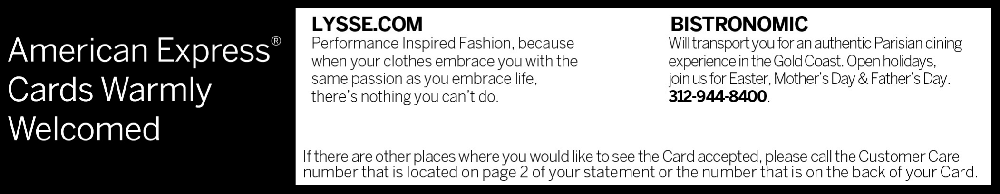 American Express®
Cards Warmly
Welcomed
LYSSE.COM
Performance Inspired Fashion, because
when your clothes embrace you with the
same passion as you embrace life,
there's nothing you can't do.
BISTRONOMIC
Will transport you for an authentic Parisian dining
experience in the Gold Coast. Open holidays,
join us for Easter, Mother's Day & Father's Day.
312-944-8400.
If there are other places where you would like to see the Card accepted, please call the Customer Care
number that is located on page 2 of your statement or the number that is on the back of your Card.